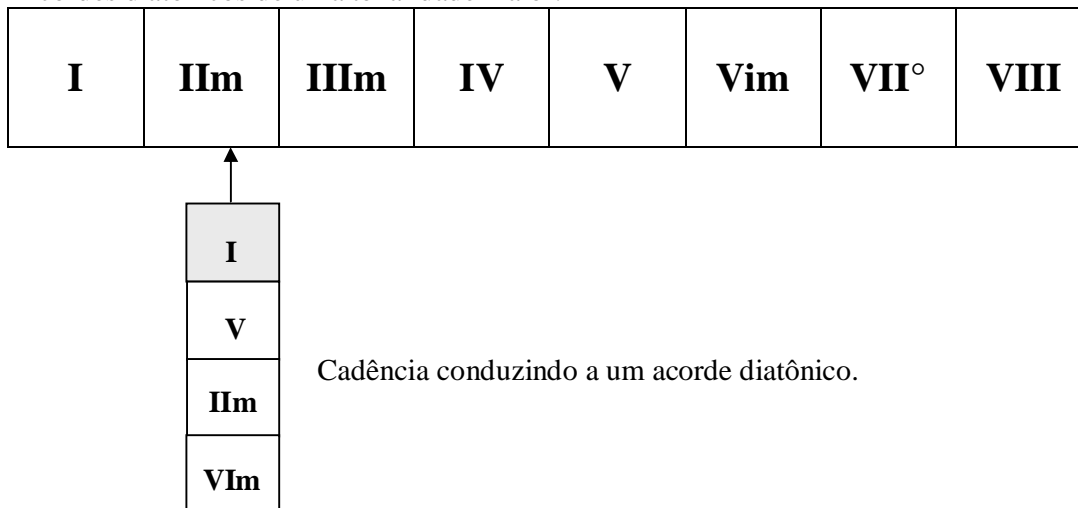 I IIm IIIm IV V Vim VII° VIII
I
V
Cadência conduzindo a um acorde diatônico.
IIm
VIm